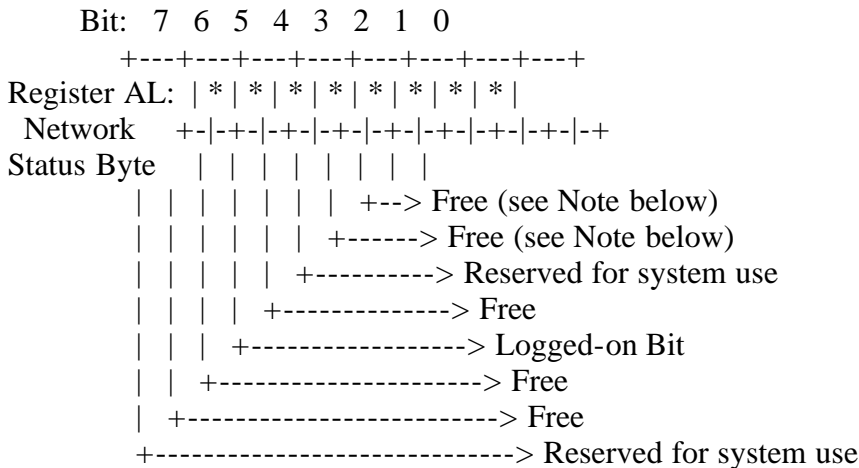 Bit: 7 6 5 4 3 2 1 0
+---+---+---+---+---+---+---+---+
Register AL: | * | * | * | * | * | * | * | * |
Network +-|-+-|-+-|-+-|-+-|-+-|-+-|-+-|-+
Status Byte | | | | | | | |
| | | | | | | +--> Free (see Note below)
| | | | | | +------> Free (see Note below)
| | | | | +----------> Reserved for system use
| | | | +--------------> Free
| | | +-------------------> Logged-on Bit
| | +-----------------------> Free
| +---------------------------> Free
+-------------------------------> Reserved for system use